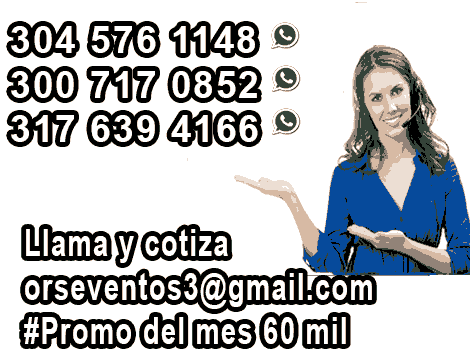 304 576 1148
300 717 0852
317 639 4166
Llama y cotiza
orseventos3@gmail.com
#Promo del mes 60 mil